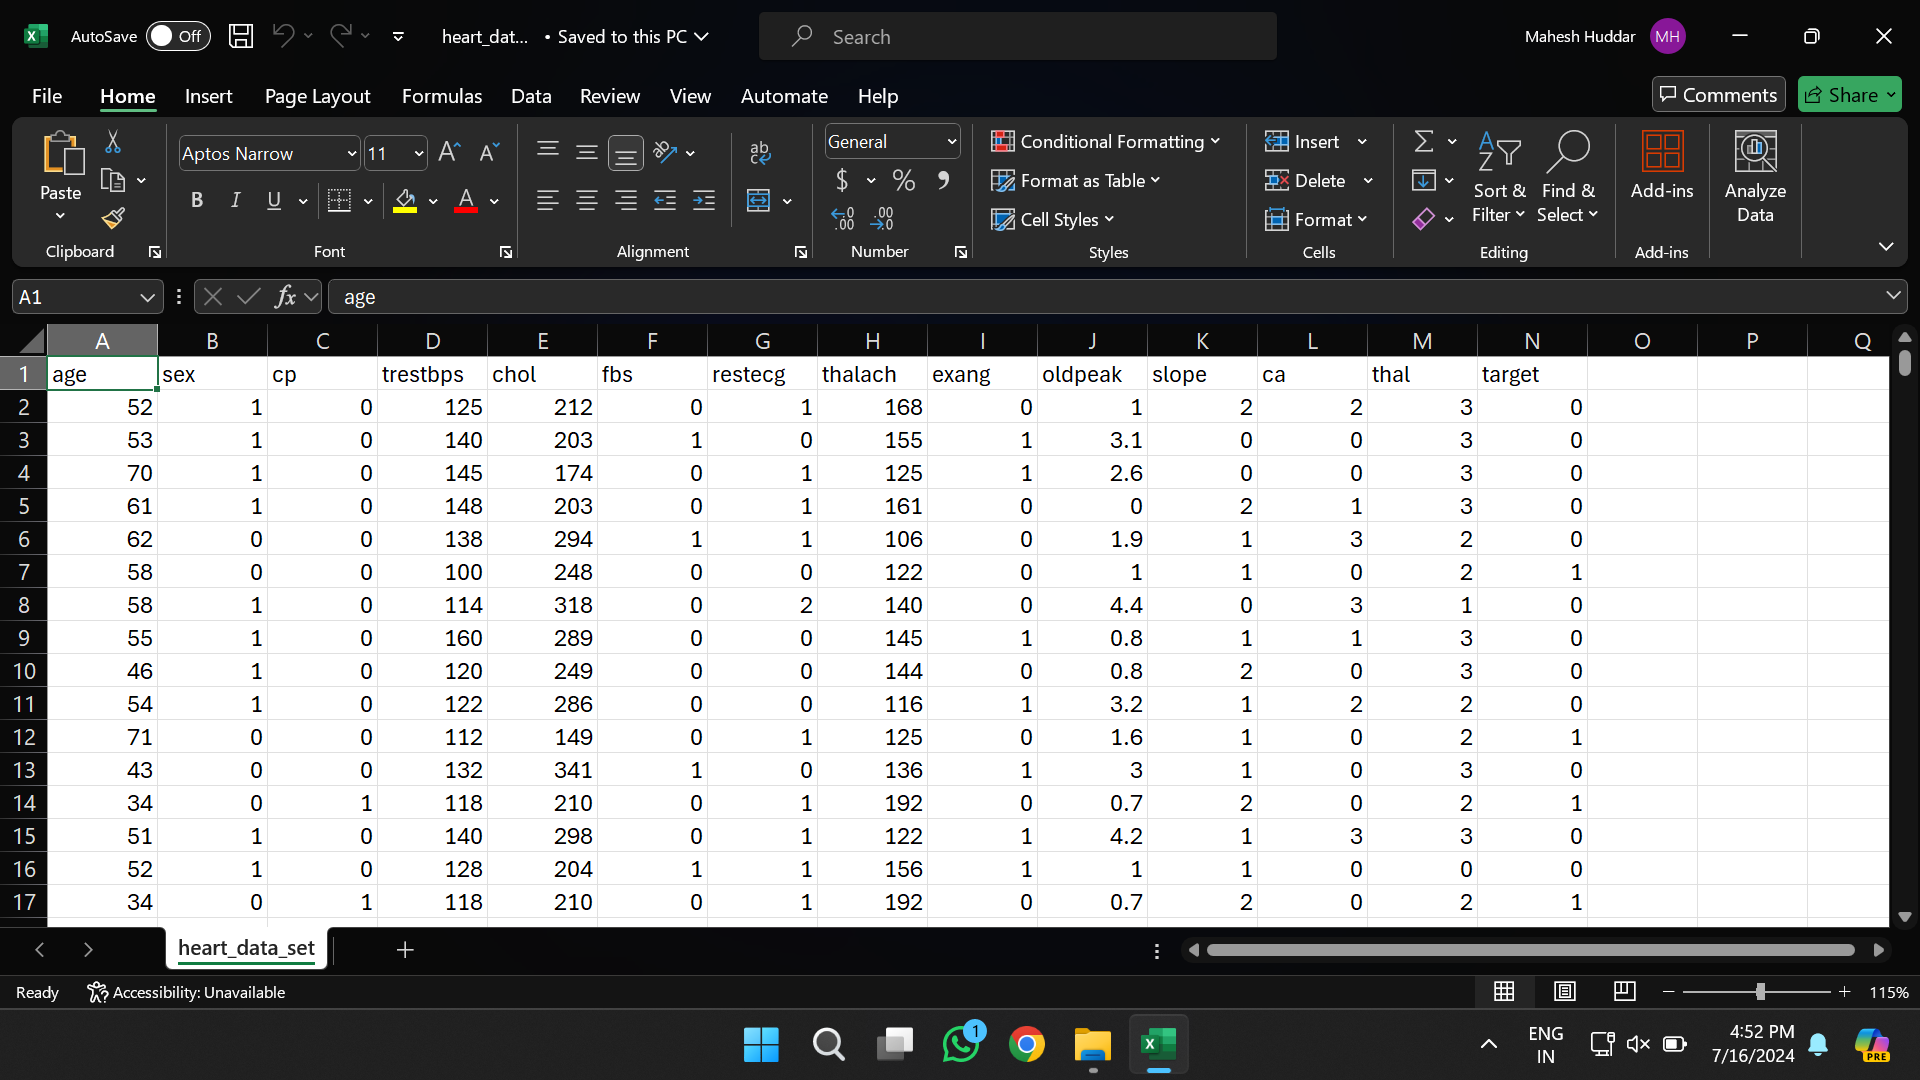 AutoSave Off heart_dat... • Saved to this PC Search Mahesh Huddar MH
File Home Insert Page Layout Formulas Data Review View Automate Help Comments Share
Paste
Clipboard
Aptos Narrow 11
B I U A
Font
ab
Alignment
General
$ % 9
Number
Conditional Formatting
Format as Table
Cell Styles
Styles
Insert
Delete
Format
Cells
Sort & Filter
Find & Select
Editing
Add-ins
Add-ins
Analyze Data
A1 fx age
A B C D E F G H I J K L M N O P Q
1 age sex cp trestbps chol fbs restecg thalach exang oldpeak slope ca thal target
2 52 1 0 125 212 0 1 168 0 1 2 2 3 0
3 53 1 0 140 203 1 0 155 1 3.1 0 0 3 0
4 70 1 0 145 174 0 1 125 1 2.6 0 0 3 0
5 61 1 0 148 203 0 1 161 0 0 2 1 3 0
6 62 0 0 138 294 1 1 106 0 1.9 1 3 2 0
7 58 0 0 100 248 0 0 122 0 1 1 0 2 1
8 58 1 0 114 318 0 2 140 0 4.4 0 3 1 0
9 55 1 0 160 289 0 0 145 1 0.8 1 1 3 0
10 46 1 0 120 249 0 0 144 0 0.8 2 0 3 0
11 54 1 0 122 286 0 0 116 1 3.2 1 2 2 0
12 71 0 0 112 149 0 1 125 0 1.6 1 0 2 1
13 43 0 0 132 341 1 0 136 1 3 1 0 3 0
14 34 0 1 118 210 0 1 192 0 0.7 2 0 2 1
15 51 1 0 140 298 0 1 122 1 4.2 1 3 3 0
16 52 1 0 128 204 1 1 156 1 1 1 0 0 0
17 34 0 1 118 210 0 1 192 0 0.7 2 0 2 1
heart_data_set
Ready Accessibility: Unavailable 115%
1
ENG
IN
4:52 PM
7/16/2024
PRE